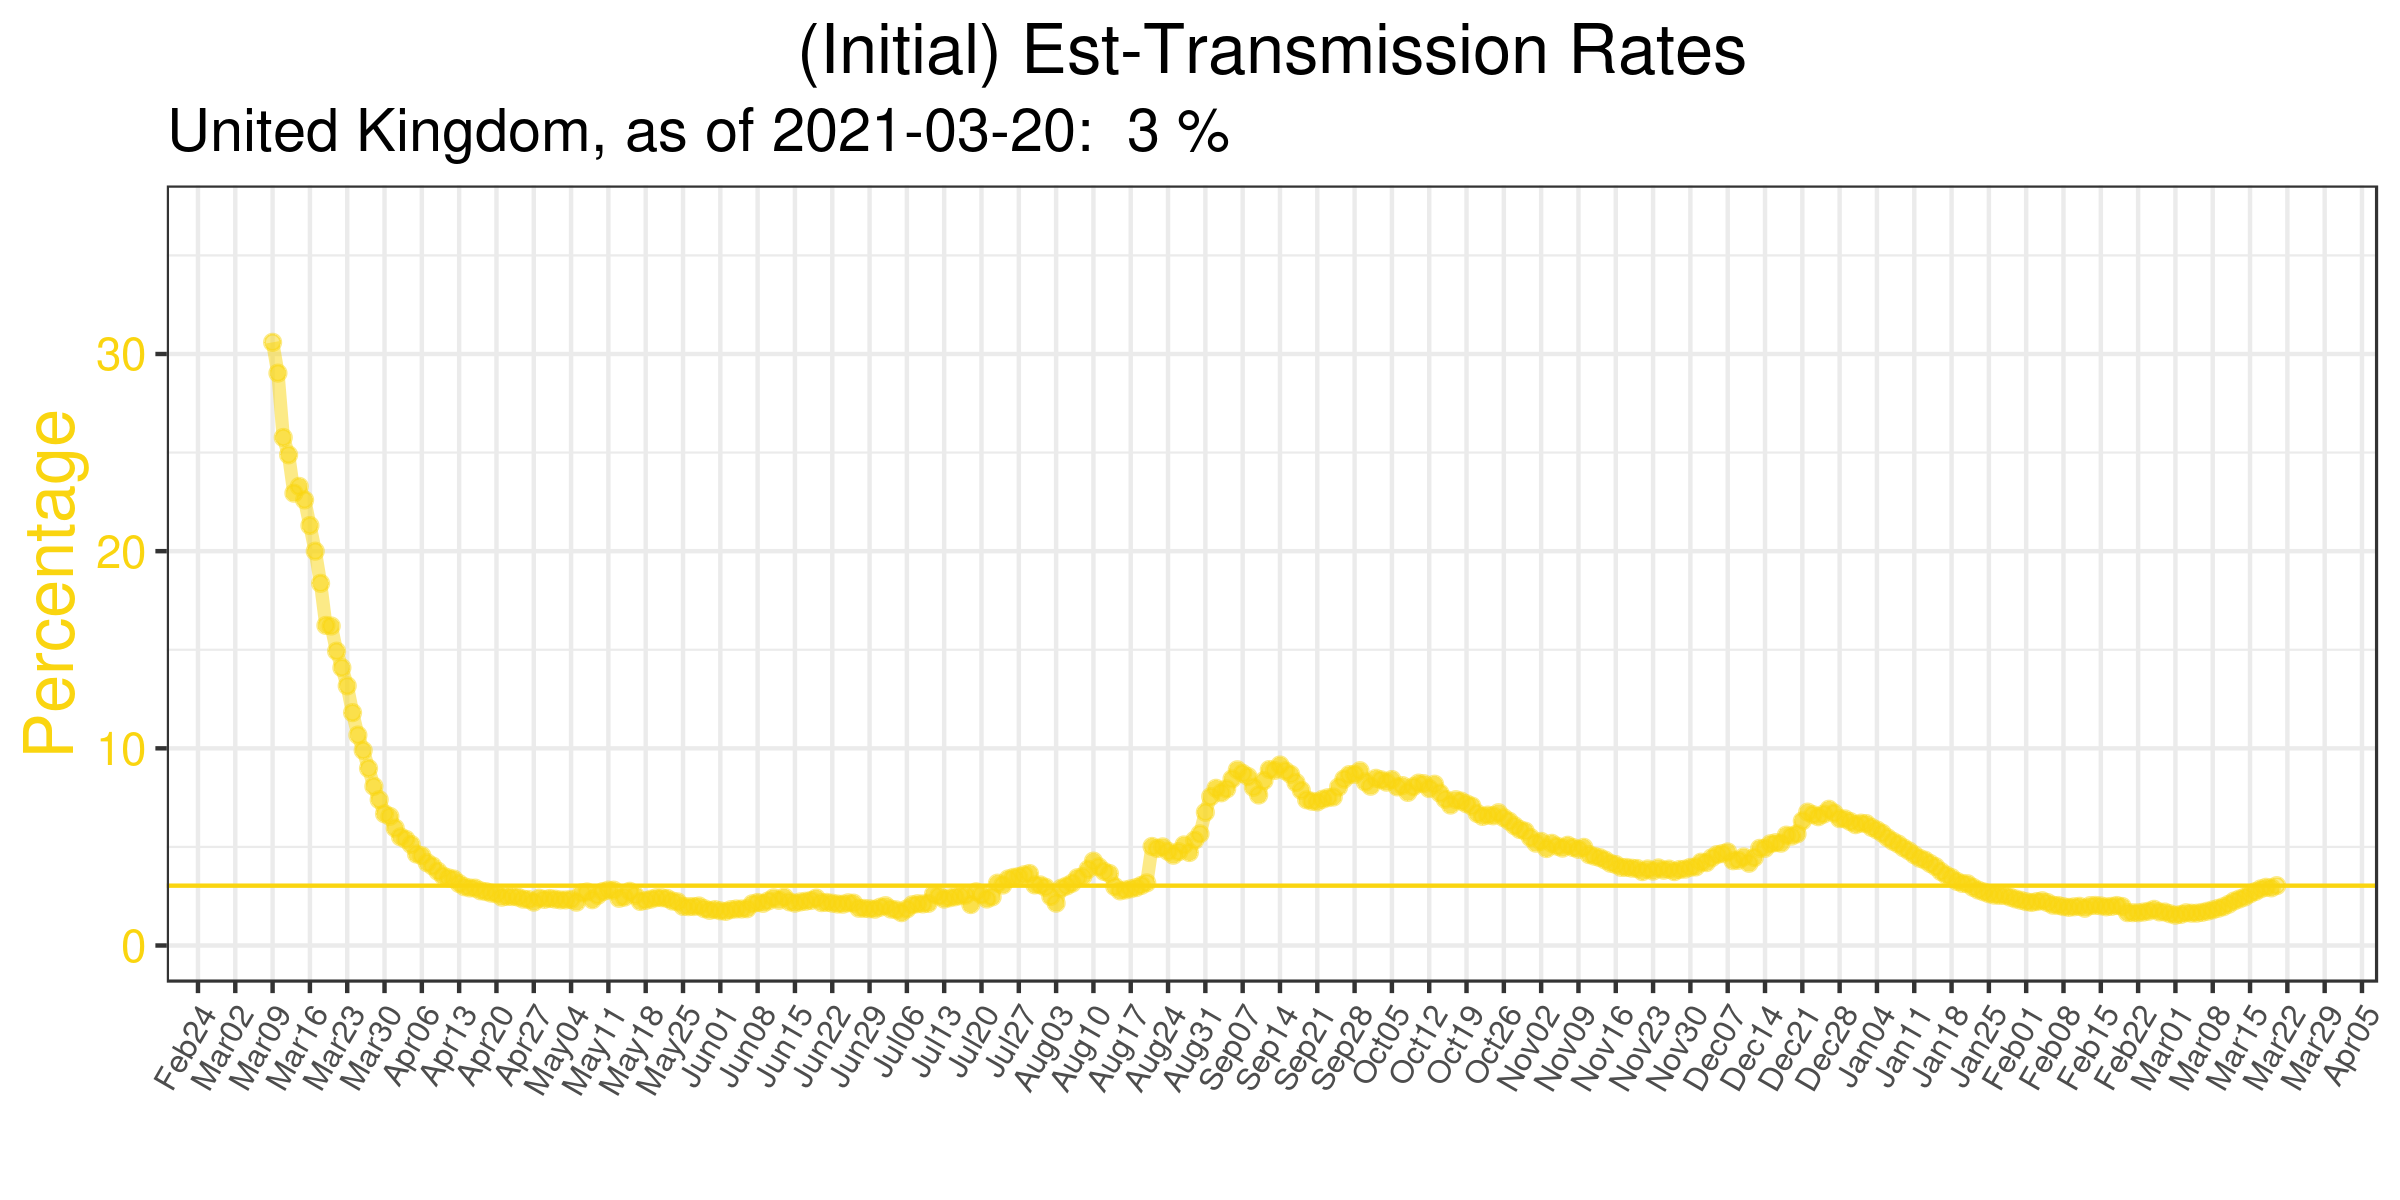 (Initial) Est-Transmission Rates
United Kingdom, as of 2021-03-20:  3 %
Percentage
30
20
10
0
Feb24
Mar02
Mar09
Mar16
Mar23
Mar30
Apr06
Apr13
Apr20
Apr27
May04
May11
May18
May25
Jun01
Jun08
Jun15
Jun22
Jun29
Jul06
Jul13
Jul20
Jul27
Aug03
Aug10
Aug17
Aug24
Aug31
Sep07
Sep14
Sep21
Sep28
Oct05
Oct12
Oct19
Oct26
Nov02
Nov09
Nov16
Nov23
Nov30
Dec07
Dec14
Dec21
Dec28
Jan04
Jan11
Jan18
Jan25
Feb01
Feb08
Feb15
Feb22
Mar01
Mar08
Mar15
Mar22
Mar29
Apr05